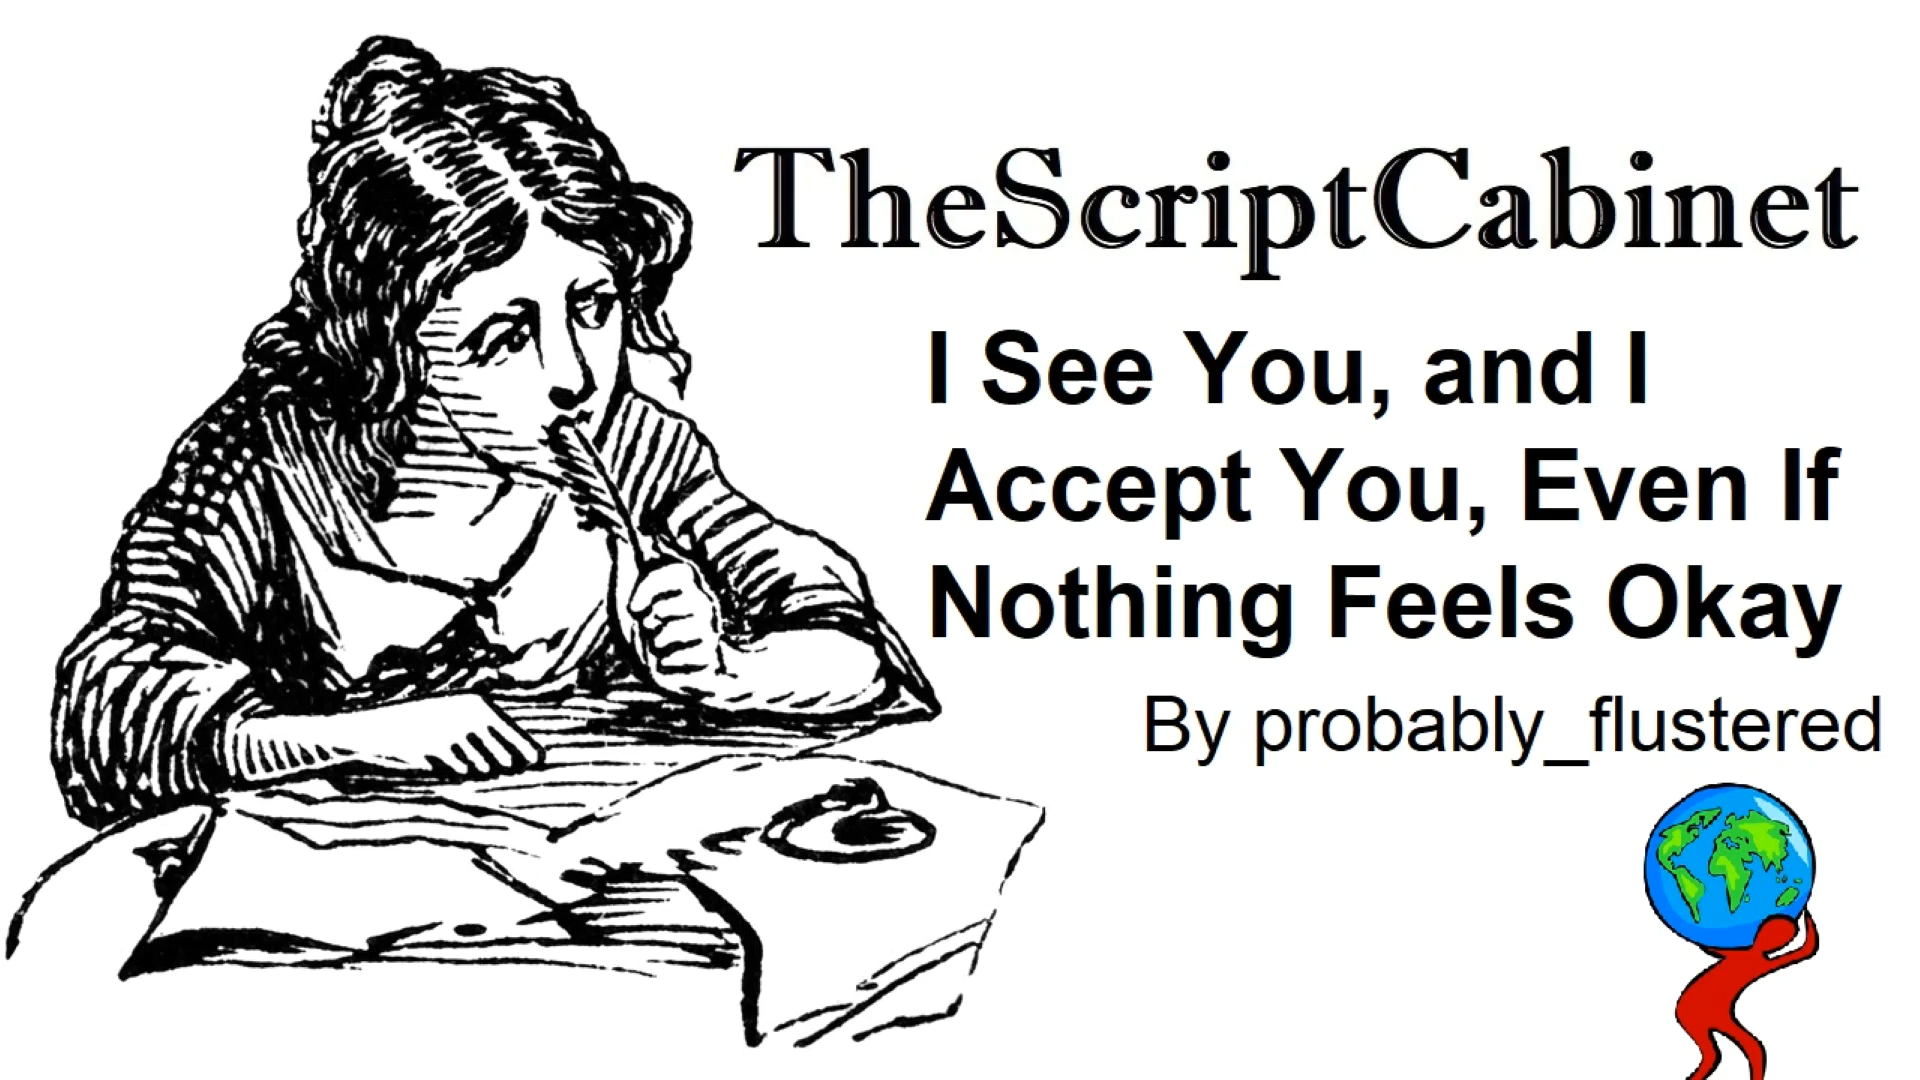 TheScriptCabinet
I See You, and I
Accept You, Even If
Nothing Feels Okay
By probably_flustered